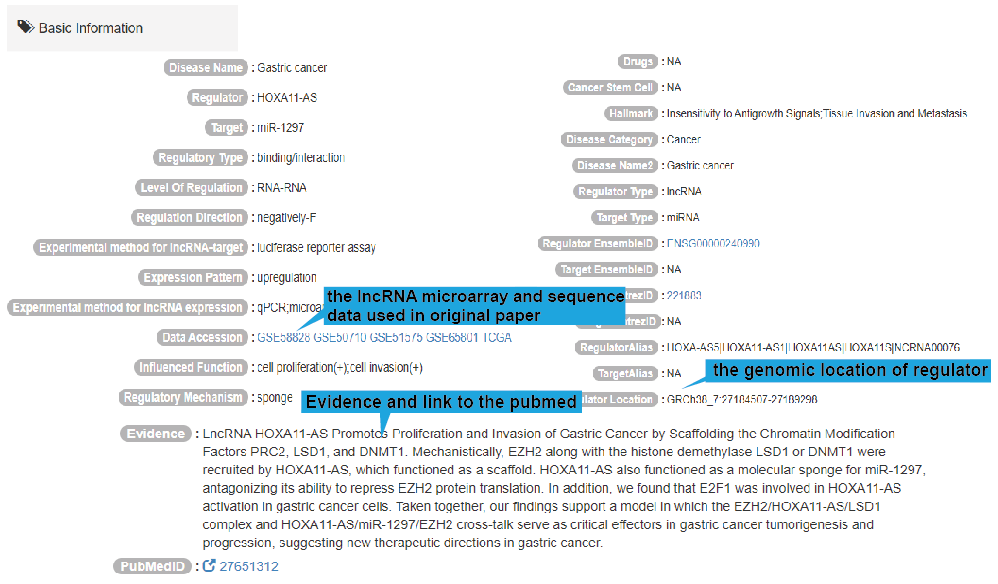 Basic Information
Disease Name : Gastric cancer
Regulator : HOXA11-AS
Target : miR-1297
Regulatory Type : binding/interaction
Level Of Regulation : RNA-RNA
Regulation Direction : negatively-F
Experimental method for lncRNA-target : luciferase reporter assay
Expression Pattern : upregulation
Experimental method for lncRNA expression : qPCR;microa
the lncRNA microarray and sequence
data used in original paper
Data Accession : GSE58828 GSE50710 GSE51575 GSE65801 TCGA
Influenced Function : cell proliferation(+);cell invasion(+)
Regulatory Mechanism : sponge
Evidence and link to the pubmed
Drugs : NA
Cancer Stem Cell : NA
Hallmark : Insensitivity to Antigrowth Signals;Tissue Invasion and Metastasis
Disease Category : Cancer
Disease Name2 : Gastric cancer
Regulator Type : lncRNA
Target Type : miRNA
Regulator EnsembleID : ENSG00000240990
Target EnsembleID : NA
trezID : 221883
trezID : NA
RegulatorAlias : HOXA-AS5|HOXA11-AS1|HOXA11AS|HOXA11S|NCRNA00076
TargetAlias : NA
the genomic location of regulator
ulator Location : GRCh38_7:27184507-27189298
Evidence : LncRNA HOXA11-AS Promotes Proliferation and Invasion of Gastric Cancer by Scaffolding the Chromatin Modification
Factors PRC2, LSD1, and DNMT1. Mechanistically, EZH2 along with the histone demethylase LSD1 or DNMT1 were
recruited by HOXA11-AS, which functioned as a scaffold. HOXA11-AS also functioned as a molecular sponge for miR-1297,
antagonizing its ability to repress EZH2 protein translation. In addition, we found that E2F1 was involved in HOXA11-AS
activation in gastric cancer cells. Taken together, our findings support a model in which the EZH2/HOXA11-AS/LSD1
complex and HOXA11-AS/miR-1297/EZH2 cross-talk serve as critical effectors in gastric cancer tumorigenesis and
progression, suggesting new therapeutic directions in gastric cancer.
PubMedID : 27651312